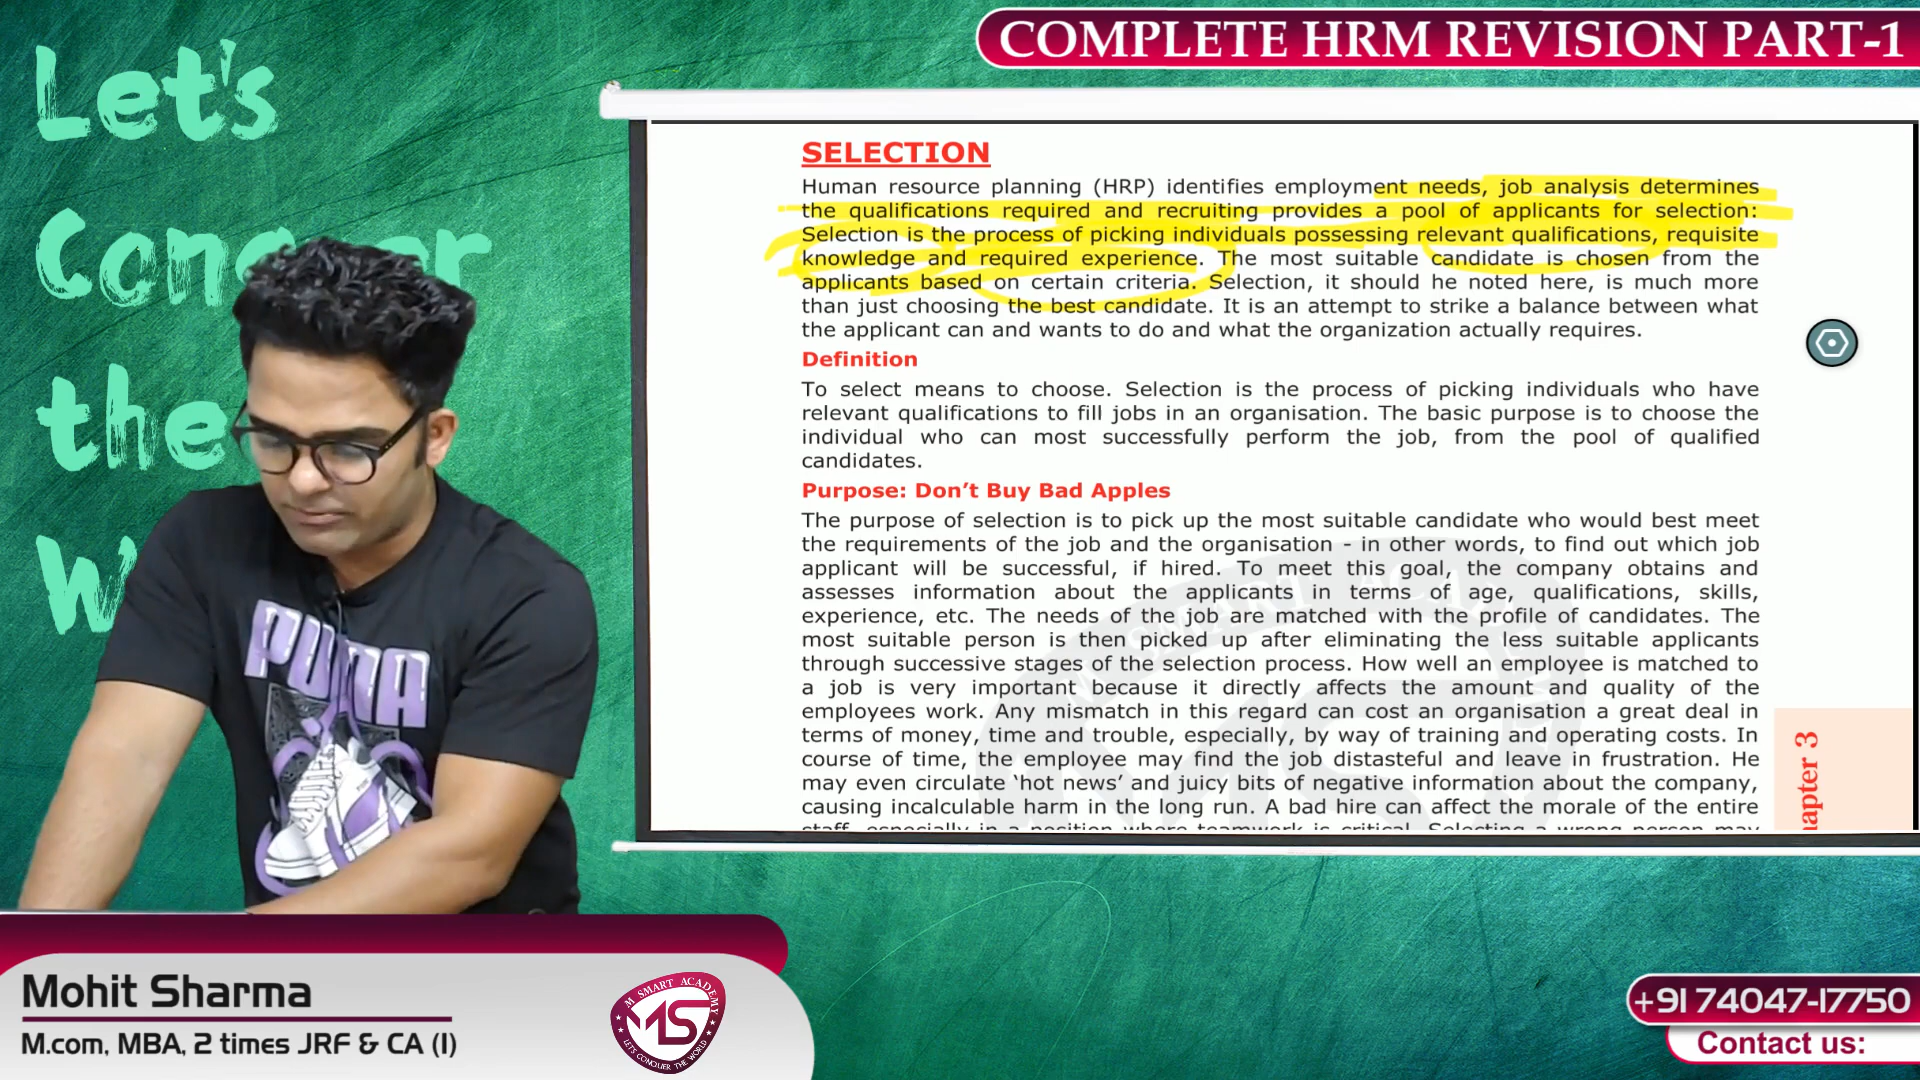 COMPLETE HRM REVISION PART-1
Let's
the
SELECTION
Human resource planning (HRP) identifies employment needs, job analysis determines
the qualifications required and recruiting provides a pool of applicants for selection:
Selection is the process of picking individuals possessing relevant qualifications, requisite
knowledge and required experience. The most suitable candidate is chosen from the
applicants based on certain criteria. Selection, it should he noted here, is much more
than just choosing the best candidate. It is an attempt to strike a balance between what
the applicant can and wants to do and what the organization actually requires.
Definition
To select means to choose. Selection is the process of picking individuals who have
relevant qualifications to fill jobs in an organisation. The basic purpose is to choose the
individual who can most successfully perform the job, from the pool of qualified
candidates.
Purpose: Don't Buy Bad Apples
The purpose of selection is to pick up the most suitable candidate who would best meet
the requirements of the job and the organisation - in other words, to find out which job
applicant will be successful, if hired. To meet this goal, the company obtains and
assesses information about the applicants in terms of age, qualifications, skills,
experience, etc. The needs of the job are matched with the profile of candidates. The
most suitable person is then picked up after eliminating the less suitable applicants
through successive stages of the selection process. How well an employee is matched to
a job is very important because it directly affects the amount and quality of the
employees work. Any mismatch in this regard can cost an organisation a great deal in
terms of money, time and trouble, especially, by way of training and operating costs. In
course of time, the employee may find the job distasteful and leave in frustration. He
may even circulate 'hot news' and juicy bits of negative information about the company,
causing incalculable harm in the long run. A bad hire can affect the morale of the entire
staff, especially in a position where teamwork is critical. Selecting a wrong person may
apter 3
PUMA
Mohit Sharma
M.com, MBA, 2 times JRF & CA (I)
M SMART ACADEMY
MS
LET'S CONQUER THE WORLD
+91 74047-17750
Contact us: